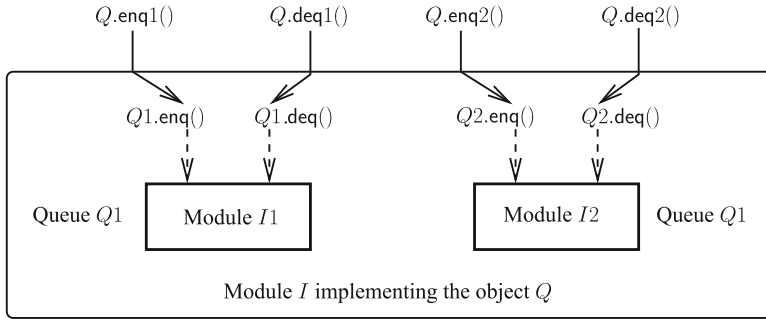 Q.enq1() Q.deq1() Q.enq2() Q.deq2()
Q1.enq() Q1.deq() Q2.enq() Q2.deq()
Queue Q1 Module I1 Module I2 Queue Q1
Module I implementing the object Q